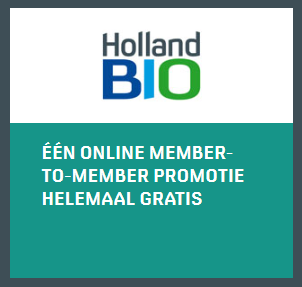 Holland
BIO
ÉÉN ONLINE MEMBER-
TO-MEMBER PROMOTIE
HELEMAAL GRATIS